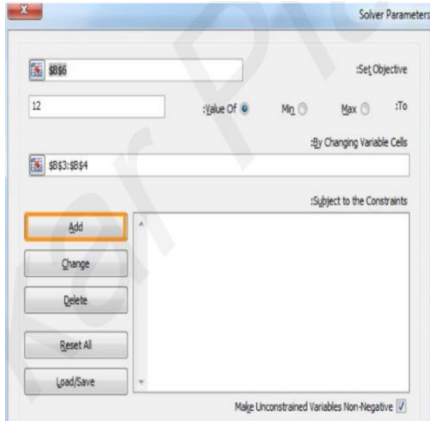 Solver Parameters
:Set Objective
$B$6
:To
Max
Min
:Value Of
12
:By Changing Variable Cells
$B$3:$B$4
:Subject to the Constraints
Add
Change
Delete
Reset All
Load/Save
Make Unconstrained Variables Non-Negative